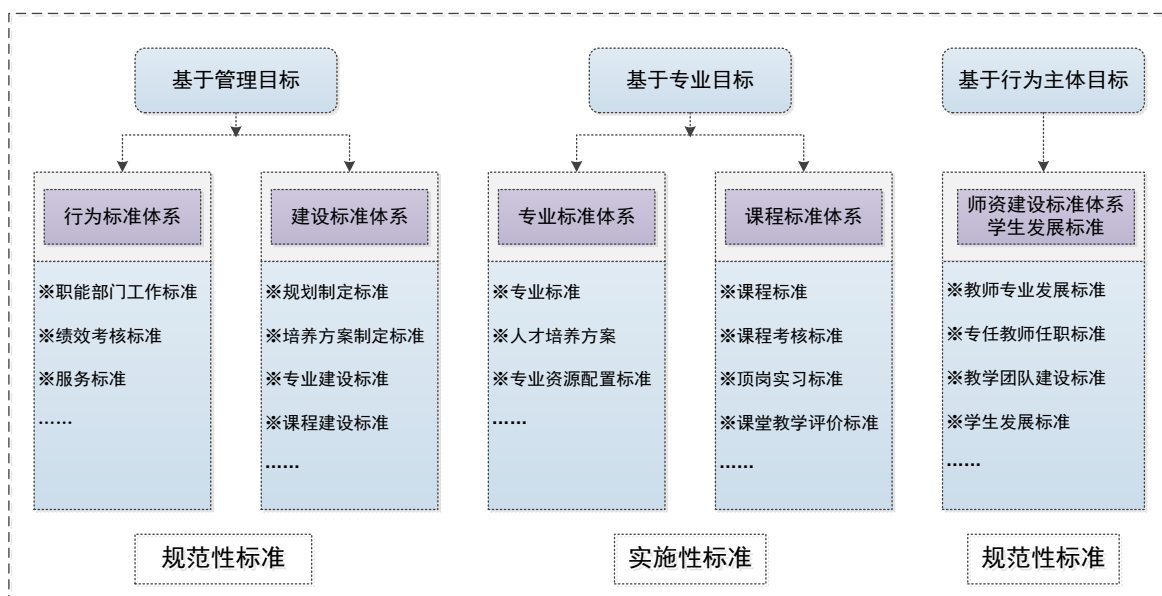 基于管理目标
基于专业目标
基于行为主体目标
行为标准体系
※职能部门工作标准
※绩效考核标准
※服务标准
……
建设标准体系
※规划制定标准
※培养方案制定标准
※专业建设标准
※课程建设标准
……
专业标准体系
※专业标准
※人才培养方案
※专业资源配置标准
……
课程标准体系
※课程标准
※课程考核标准
※顶岗实习标准
※课堂教学评价标准
……
师资建设标准体系
学生发展标准
※教师专业发展标准
※专任教师任职标准
※教学团队建设标准
※学生发展标准
……
规范性标准
实施性标准
规范性标准